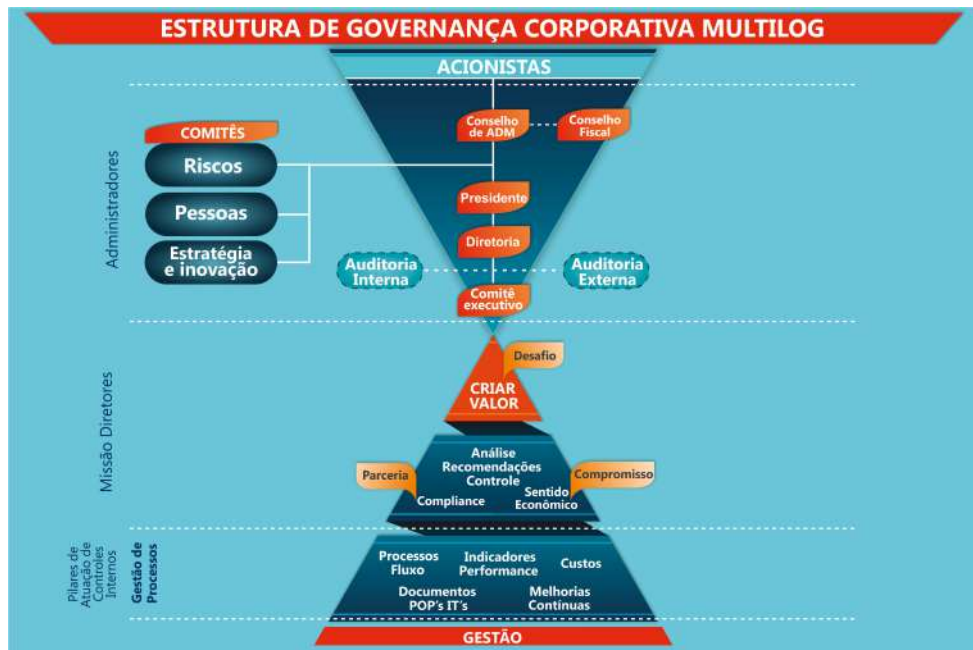 ESTRUTURA DE GOVERNANÇA CORPORATIVA MULTILOG
ACIONISTAS
Administradores
COMITÊS
Riscos
Pessoas
Estratégia
e inovação
Conselho
de ADM
Conselho
Fiscal
Presidente
Diretoria
Auditoria
Interna
Auditoria
Externa
Comitê
executivo
Missão Diretores
Desafio
CRIAR
VALOR
Análise
Recomendações
Controle
Parceria
Compromisso
Compliance
Sentido
Econômico
Pilares de
Atuação de
Controles
Internos
Gestão de
Processos
Processos
Fluxo
Indicadores
Performance
Custos
Documentos
POP's IT's
Melhorias
Contínuas
GESTÃO